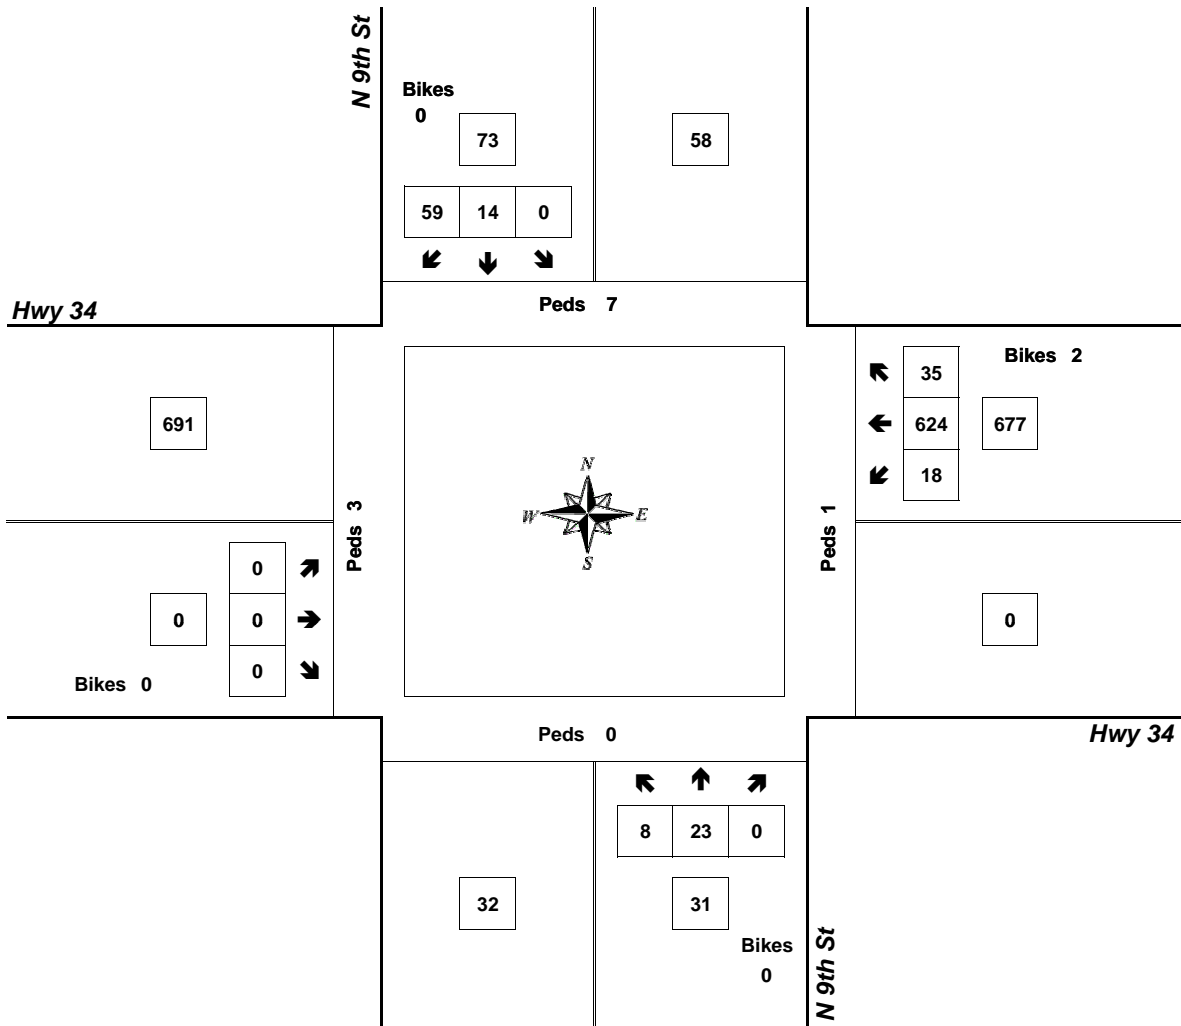 N 9th St
Bikes
0
73
58
59 14 0
Peds 7
Hwy 34
Bikes 2
35
691
624 677
18
N
W E
S
Peds 3
Peds 1
0
0 0
0
0
Bikes 0
Peds 0
Hwy 34
8 23 0
32
31
Bikes
0
N 9th St